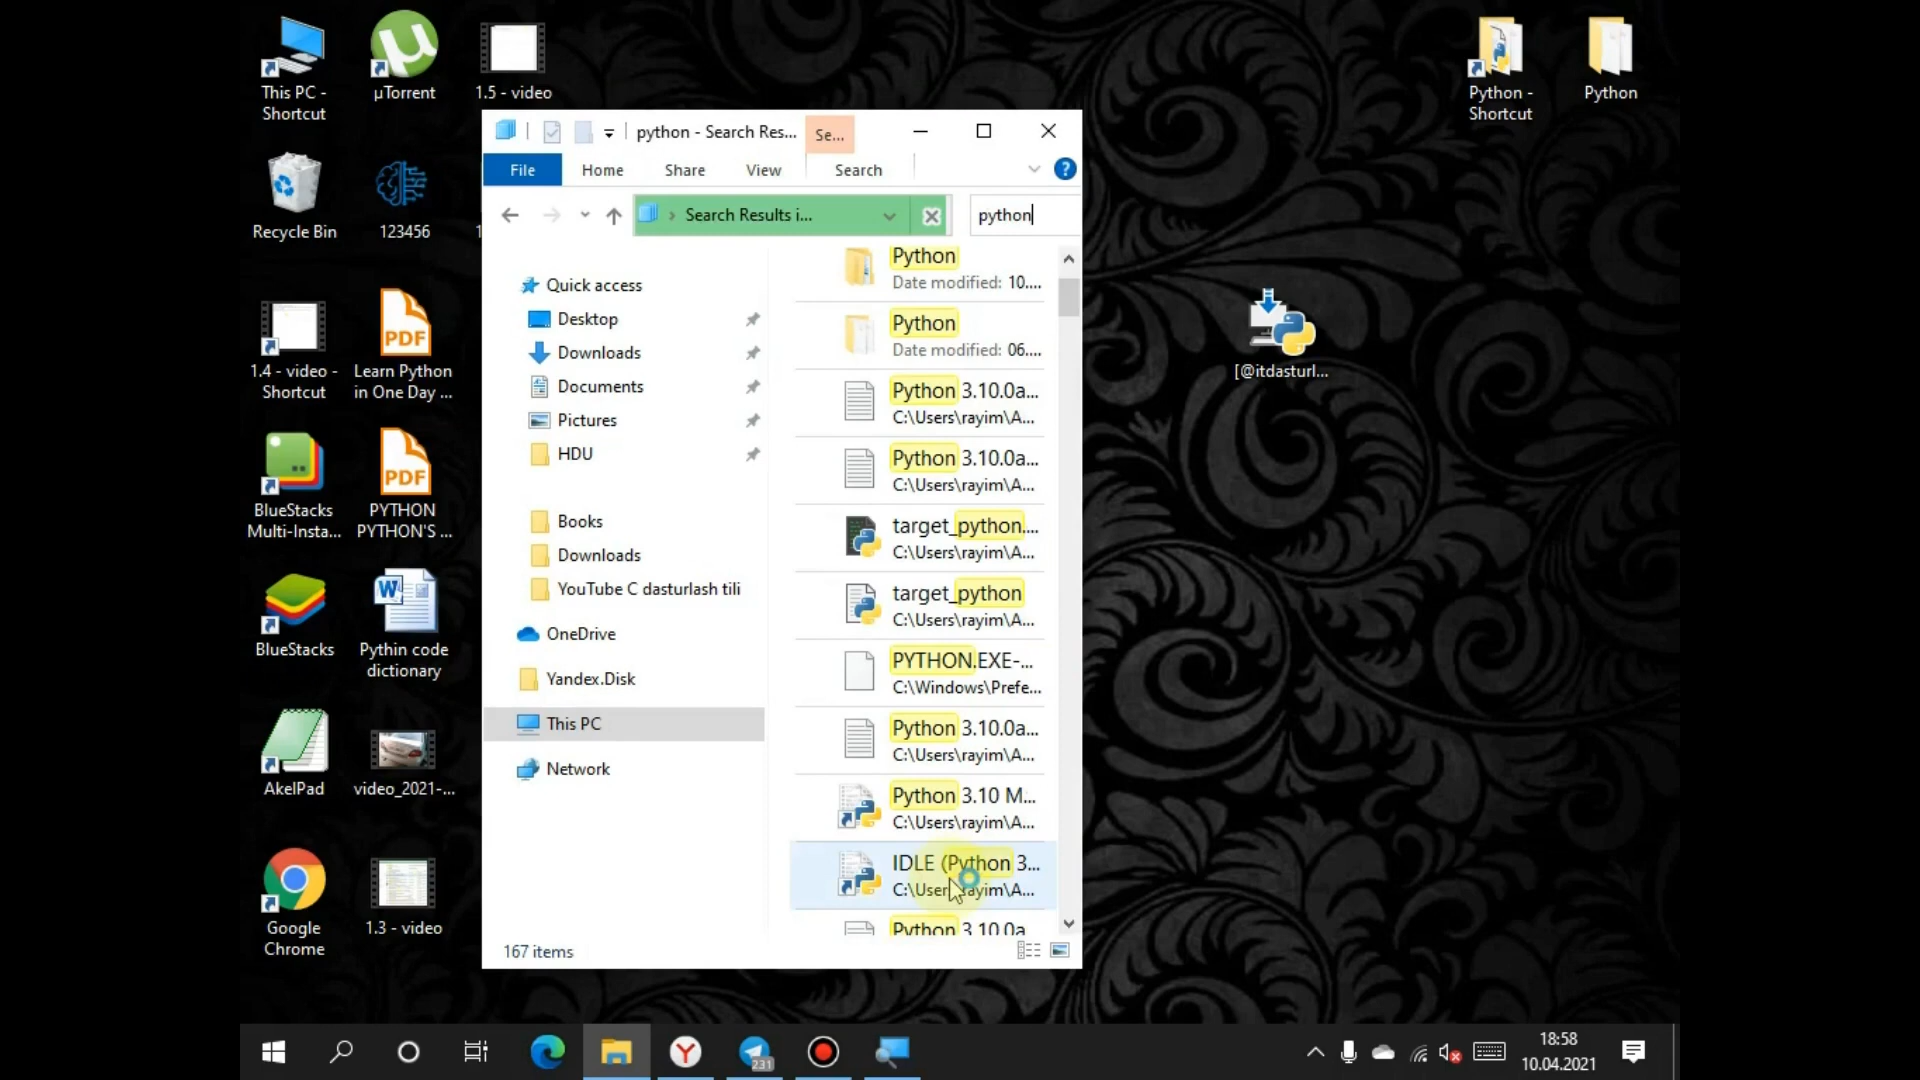 This PC -
Shortcut
µTorrent
1.5 - video
Recycle Bin
123456
1.4 - video -
Shortcut
Learn Python
in One Day ...
BlueStacks
Multi-Insta...
PYTHON
PYTHON'S ...
BlueStacks
Pythin code
dictionary
AkelPad
video_2021-...
Google
Chrome
1.3 - video
python - Search Res...
Se...
File
Home
Share
View
Search
Search Results i...
python
Quick access
Desktop
Downloads
Documents
Pictures
HDU
Books
Downloads
YouTube C dasturlash tili
OneDrive
Yandex.Disk
This PC
Network
Python
Date modified: 10....
Python
Date modified: 06....
Python 3.10.0a...
C:\Users\rayim\A...
Python 3.10.0a...
C:\Users\rayim\A...
target_python....
C:\Users\rayim\A...
target_python
C:\Users\rayim\A...
PYTHON.EXE-...
C:\Windows\Prefe...
Python 3.10.0a...
C:\Users\rayim\A...
Python 3.10 M...
C:\Users\rayim\A...
IDLE (Python 3...
C:\Users\rayim\A...
Python 3.10.0a
167 items
Python -
Shortcut
Python
[@itdasturl...
231
18:58
10.04.2021